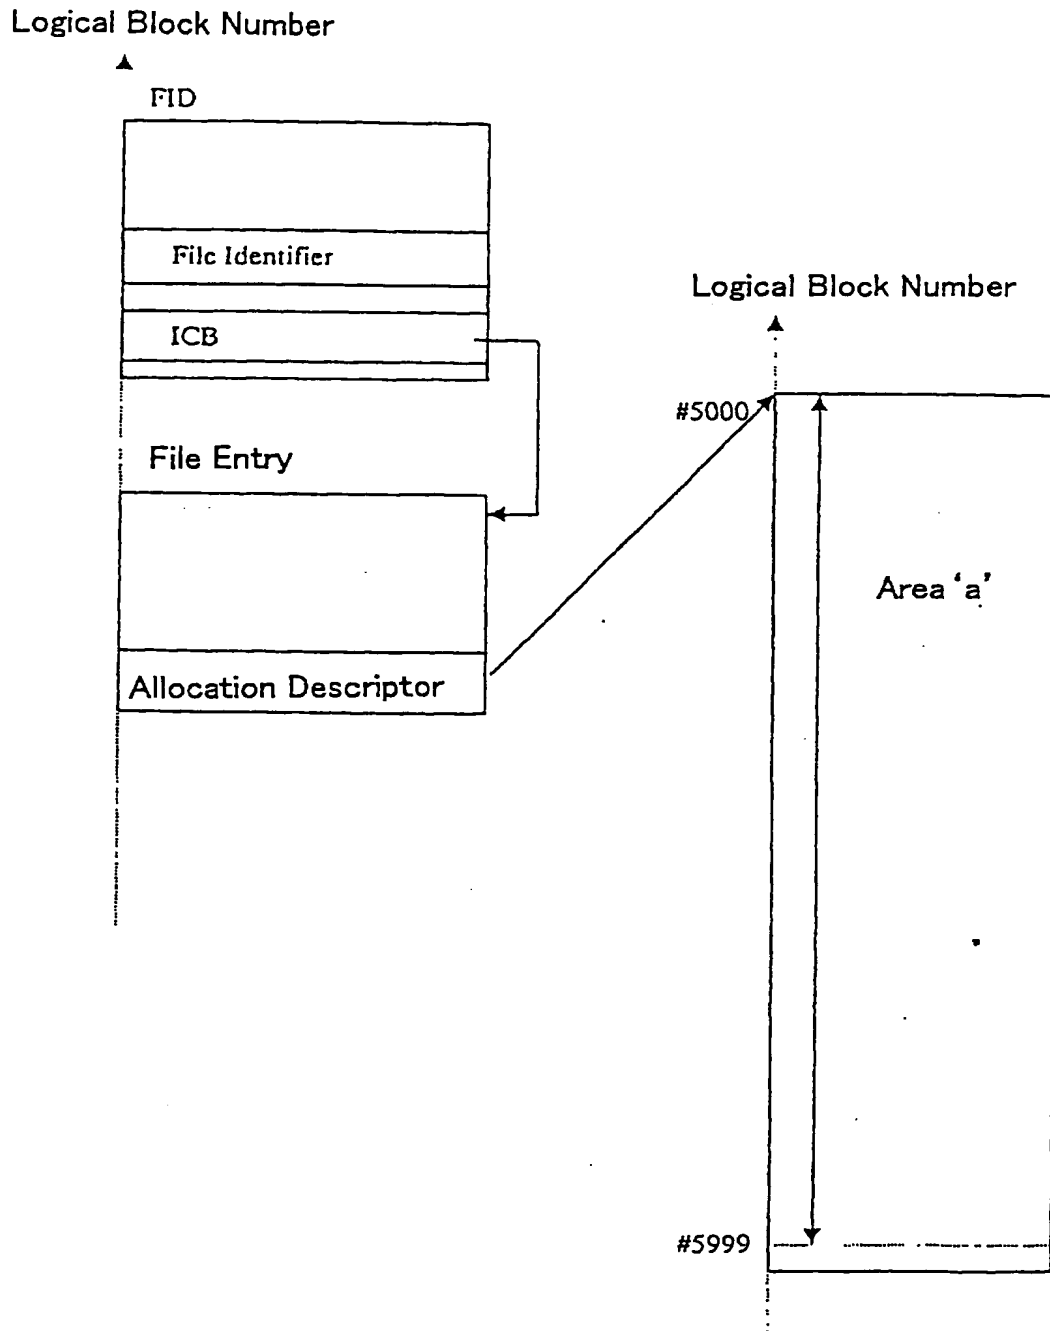 Logical Block Number
FID
File Identifier
ICB
File Entry
Allocation Descriptor
Logical Block Number
#5000
Area 'a'
#5999